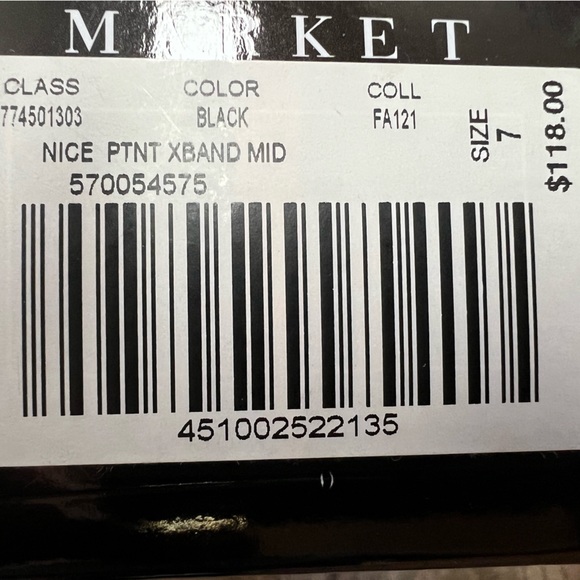 MARKET
CLASS COLOR COLL
774501303 BLACK FA121
NICE PTNT XBAND MID
570054575
SIZE
7
$118.00
451002522135